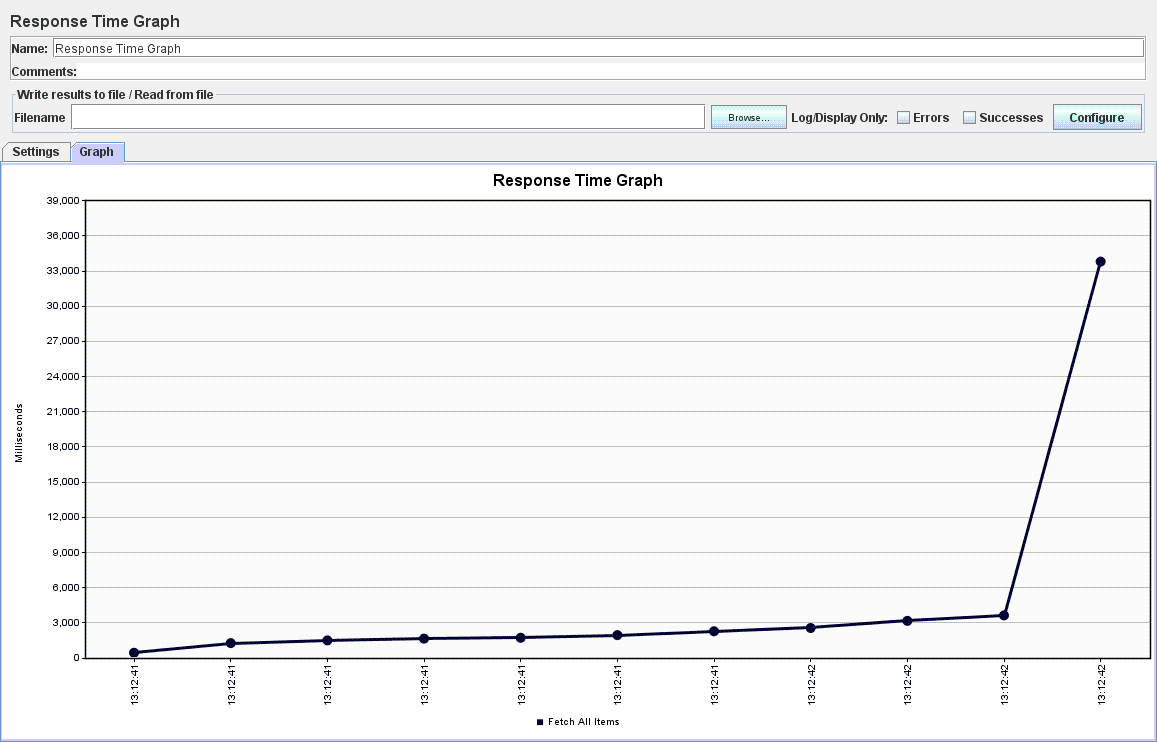 Response Time Graph
Name: Response Time Graph
Comments:
Write results to file / Read from file
Filename Browse... Log/Display Only: Errors Successes Configure
Settings Graph
Response Time Graph
39,000
36,000
33,000
30,000
27,000
24,000
21,000
18,000
15,000
12,000
9,000
6,000
3,000
0
Milliseconds
13:12:41 13:12:41 13:12:41 13:12:41 13:12:41 13:12:41 13:12:41 13:12:42 13:12:42 13:12:42 13:12:42
Fetch All Items